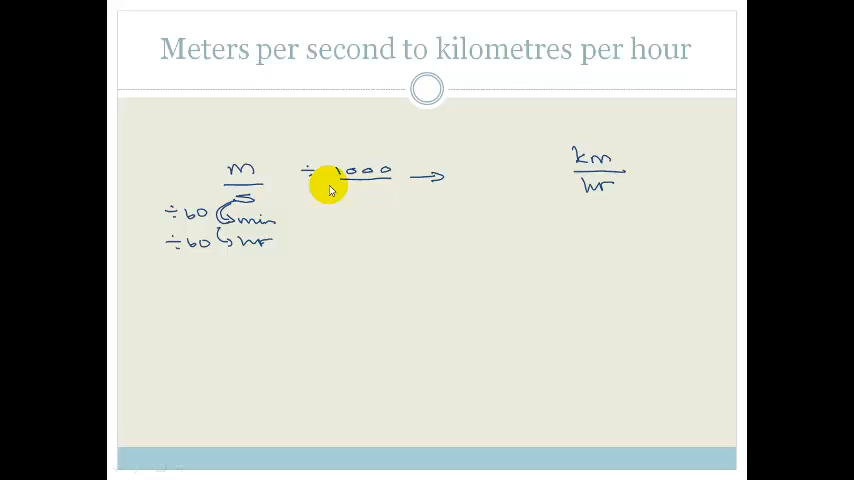 Meters per second to kilometres per hour
m ÷ 1000 → km
s hr
÷60 min
÷60 hr